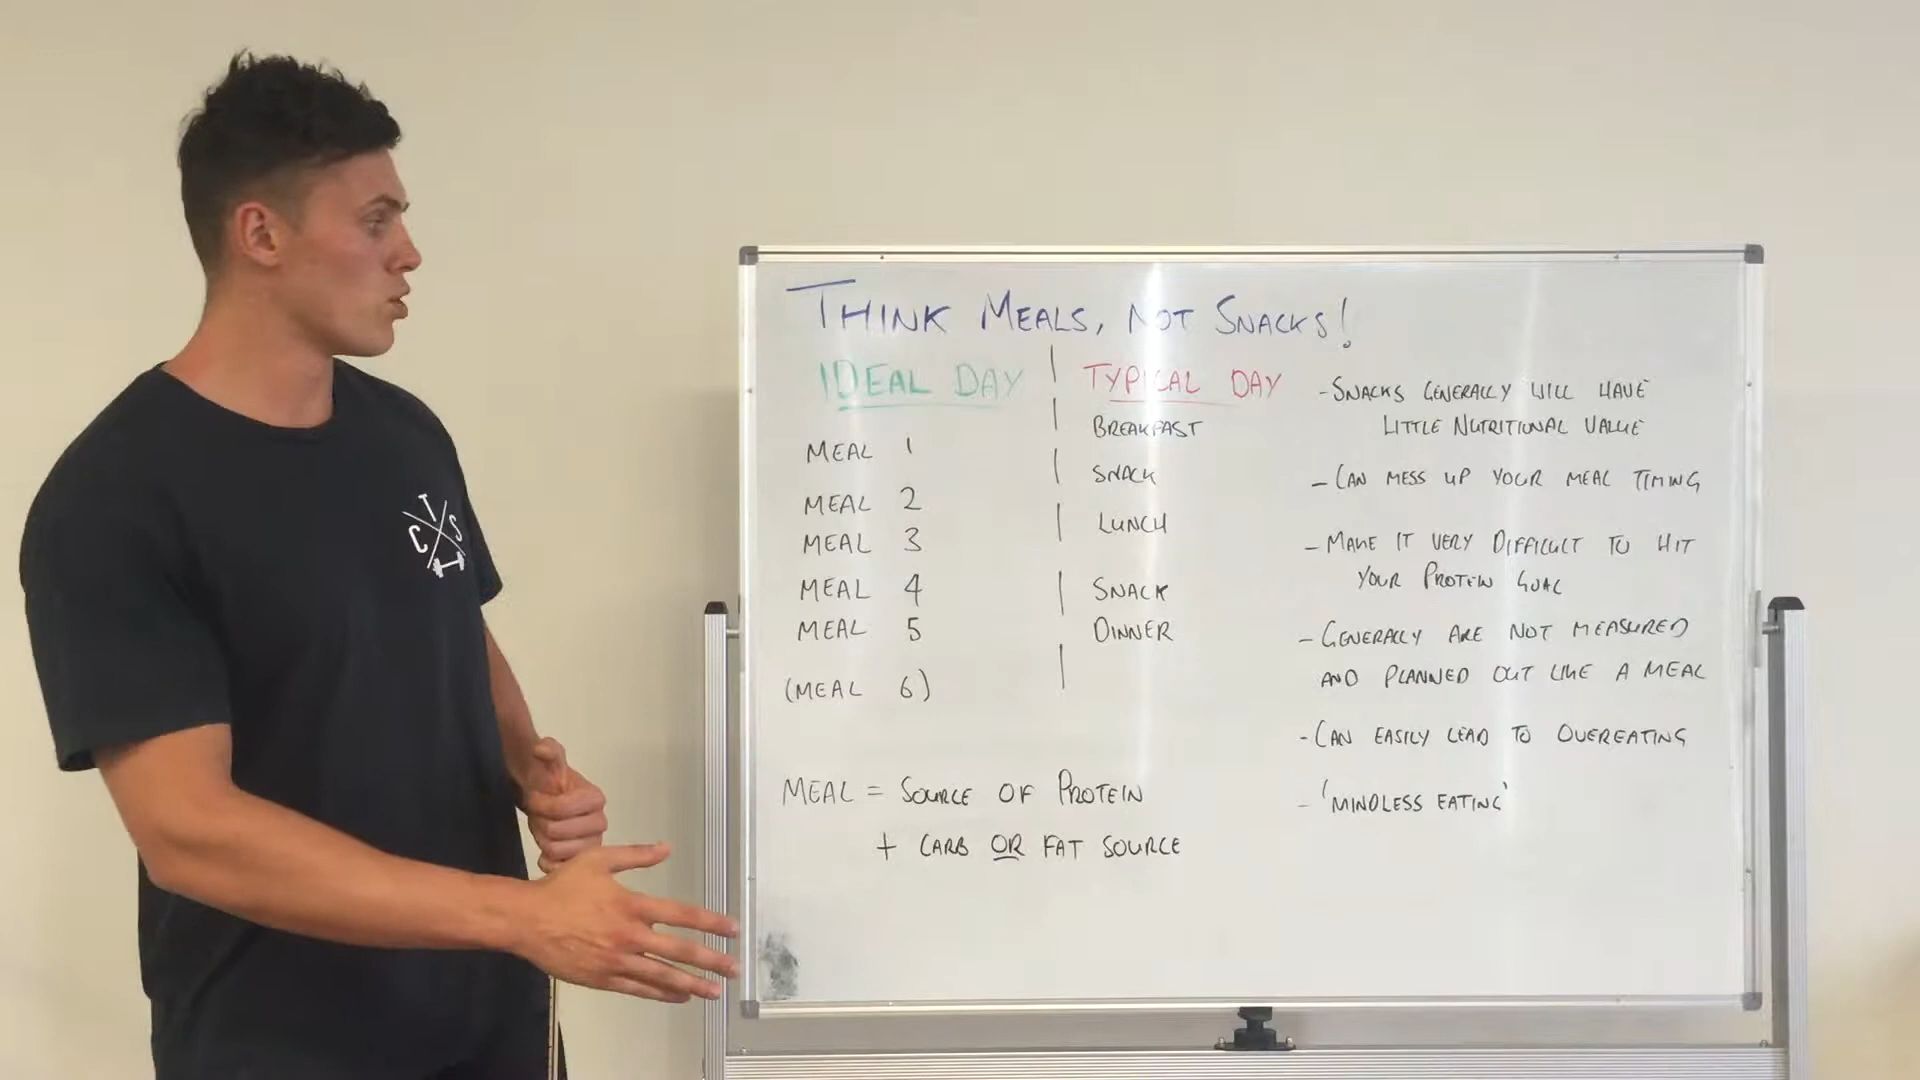 THINK MEALS, NOT SNACKS!
IDEAL DAY
MEAL 1
MEAL 2
MEAL 3
MEAL 4
MEAL 5
(MEAL 6)
TYPICAL DAY
BREAKFAST
SNACK
LUNCH
SNACK
DINNER
MEAL = SOURCE OF PROTEIN
+ CARB OR FAT SOURCE
- SNACKS GENERALLY WILL HAVE
LITTLE NUTRITIONAL VALUE
- CAN MESS UP YOUR MEAL TIMING
- MAKE IT VERY DIFFICULT TO HIT
YOUR PROTEIN GOAL
- GENERALLY ARE NOT MEASURED
AND PLANNED OUT LIKE A MEAL
- CAN EASILY LEAD TO OVEREATING
- 'MINDLESS EATING'
C T S